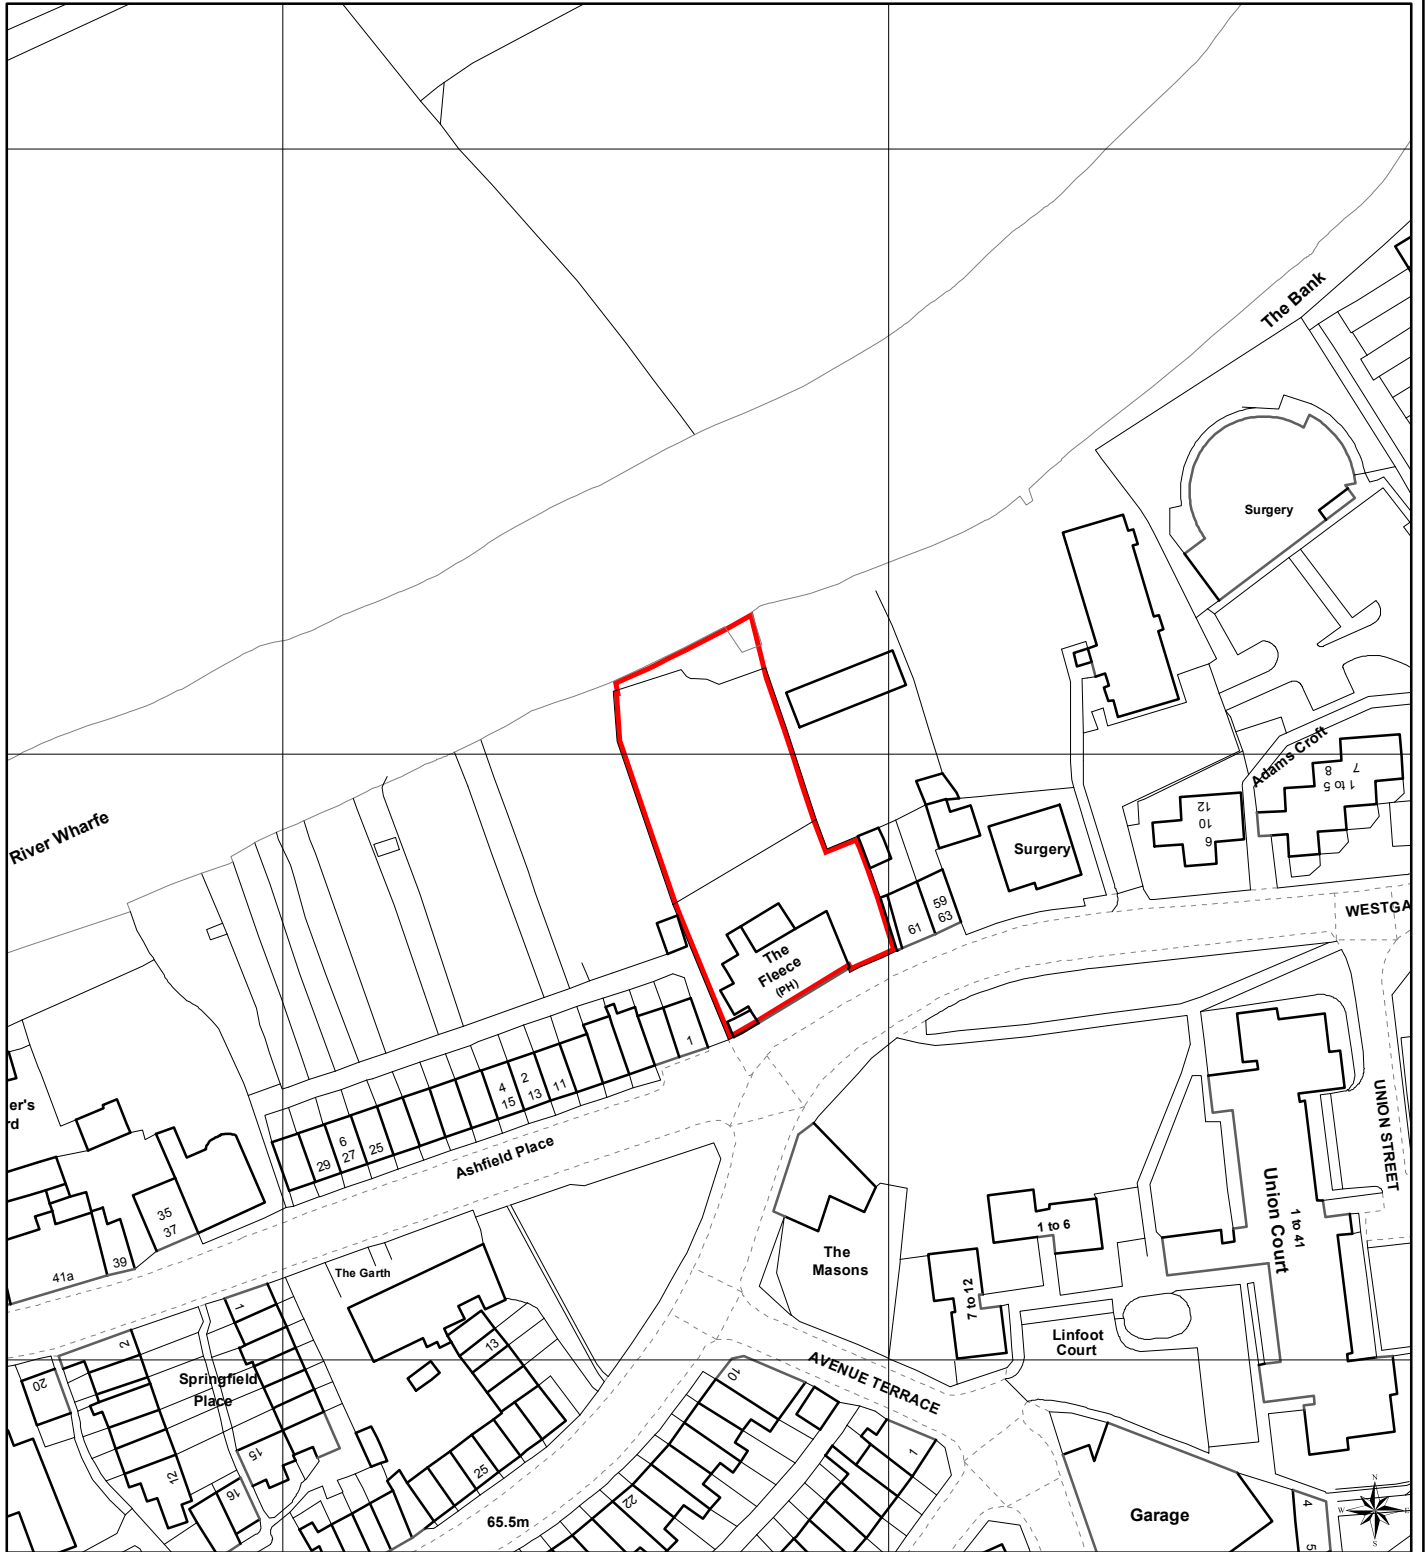 The Bank
Surgery
Adams Croft
7
8
1 to 5
12
10
6
River Wharfe
Surgery
59
63
61
WESTGA
The
Fleece
(PH)
1
4
2
15
13
11
6
29
27
25
Ashfield Place
er's
rd
35
37
39
41a
UNION STREET
Union Court
1 to 41
1 to 6
7 to 12
The
Masons
Linfoot
Court
The Garth
1
2
13
20
Springfield
Place
15
16
12
25
10
AVENUE TERRACE
1
22
65.5m
Garage
4
5
N
W
E
S